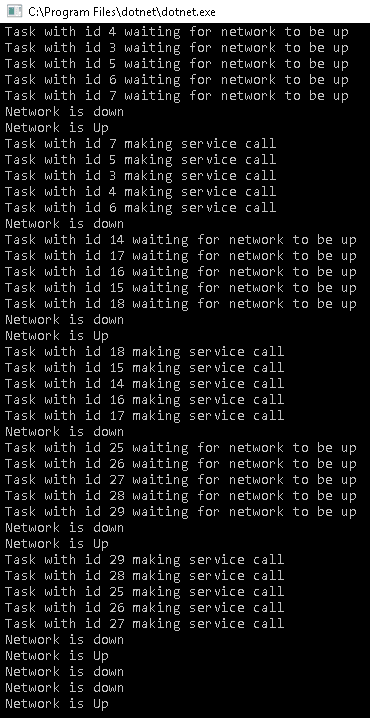 C:\Program Files\dotnet\dotnet.exe
Task with id 4 waiting for network to be up
Task with id 3 waiting for network to be up
Task with id 5 waiting for network to be up
Task with id 6 waiting for network to be up
Task with id 7 waiting for network to be up
Network is down
Network is Up
Task with id 7 making service call
Task with id 5 making service call
Task with id 3 making service call
Task with id 4 making service call
Task with id 6 making service call
Network is down
Task with id 14 waiting for network to be up
Task with id 17 waiting for network to be up
Task with id 16 waiting for network to be up
Task with id 15 waiting for network to be up
Task with id 18 waiting for network to be up
Network is down
Network is Up
Task with id 18 making service call
Task with id 15 making service call
Task with id 14 making service call
Task with id 16 making service call
Task with id 17 making service call
Network is down
Task with id 25 waiting for network to be up
Task with id 26 waiting for network to be up
Task with id 27 waiting for network to be up
Task with id 28 waiting for network to be up
Task with id 29 waiting for network to be up
Network is down
Network is Up
Task with id 29 making service call
Task with id 28 making service call
Task with id 25 making service call
Task with id 26 making service call
Task with id 27 making service call
Network is down
Network is Up
Network is down
Network is down
Network is Up